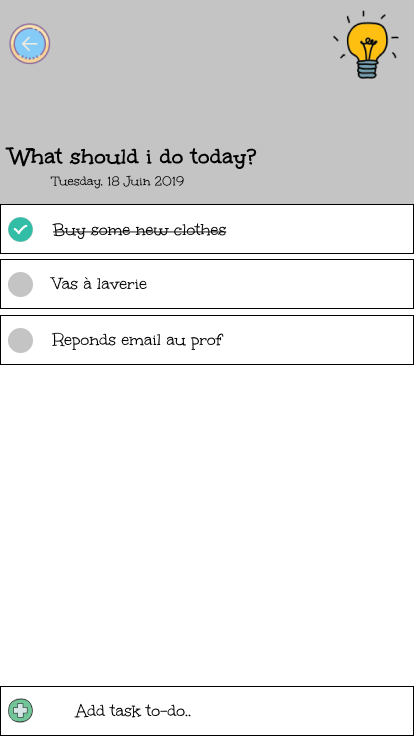 What should i do today?
Tuesday, 18 Juin 2019
Buy some new clothes
Vas à laverie
Reponds email au prof
Add task to-do..